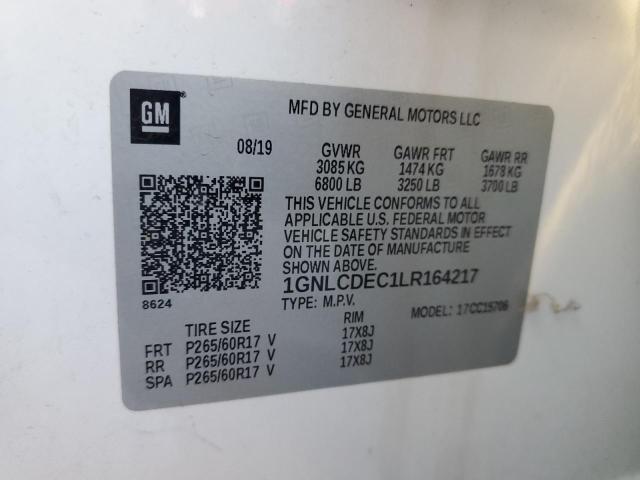 GM
MFD BY GENERAL MOTORS LLC
08/19 GVWR GAWR FRT GAWR RR
3085 KG 1474 KG 1678 KG
6800 LB 3250 LB 3700 LB
THIS VEHICLE CONFORMS TO ALL
APPLICABLE U.S. FEDERAL MOTOR
VEHICLE SAFETY STANDARDS IN EFFECT
ON THE DATE OF MANUFACTURE
SHOWN ABOVE.
1GNLCDEC1LR164217
8624
TYPE: M.P.V. MODEL: 17CC15706
TIRE SIZE RIM
FRT P265/60R17 V 17X8J
RR P265/60R17 V 17X8J
SPA P265/60R17 V 17X8J